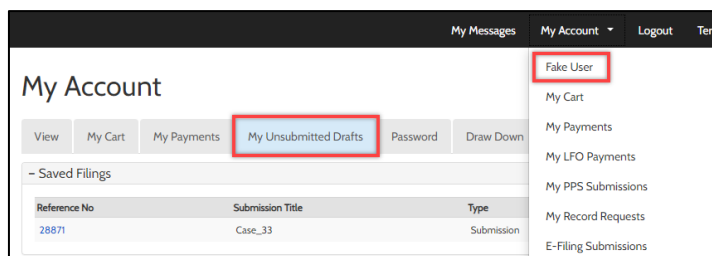 My Messages My Account Logout Ter
Fake User
My Account
My Cart
My Payments
View My Cart My Payments My Unsubmitted Drafts Password Draw Down
My LFO Payments
– Saved Filings
My PPS Submissions
Reference No Submission Title Type
My Record Requests
28871 Case_33 Submission
E-Filing Submissions